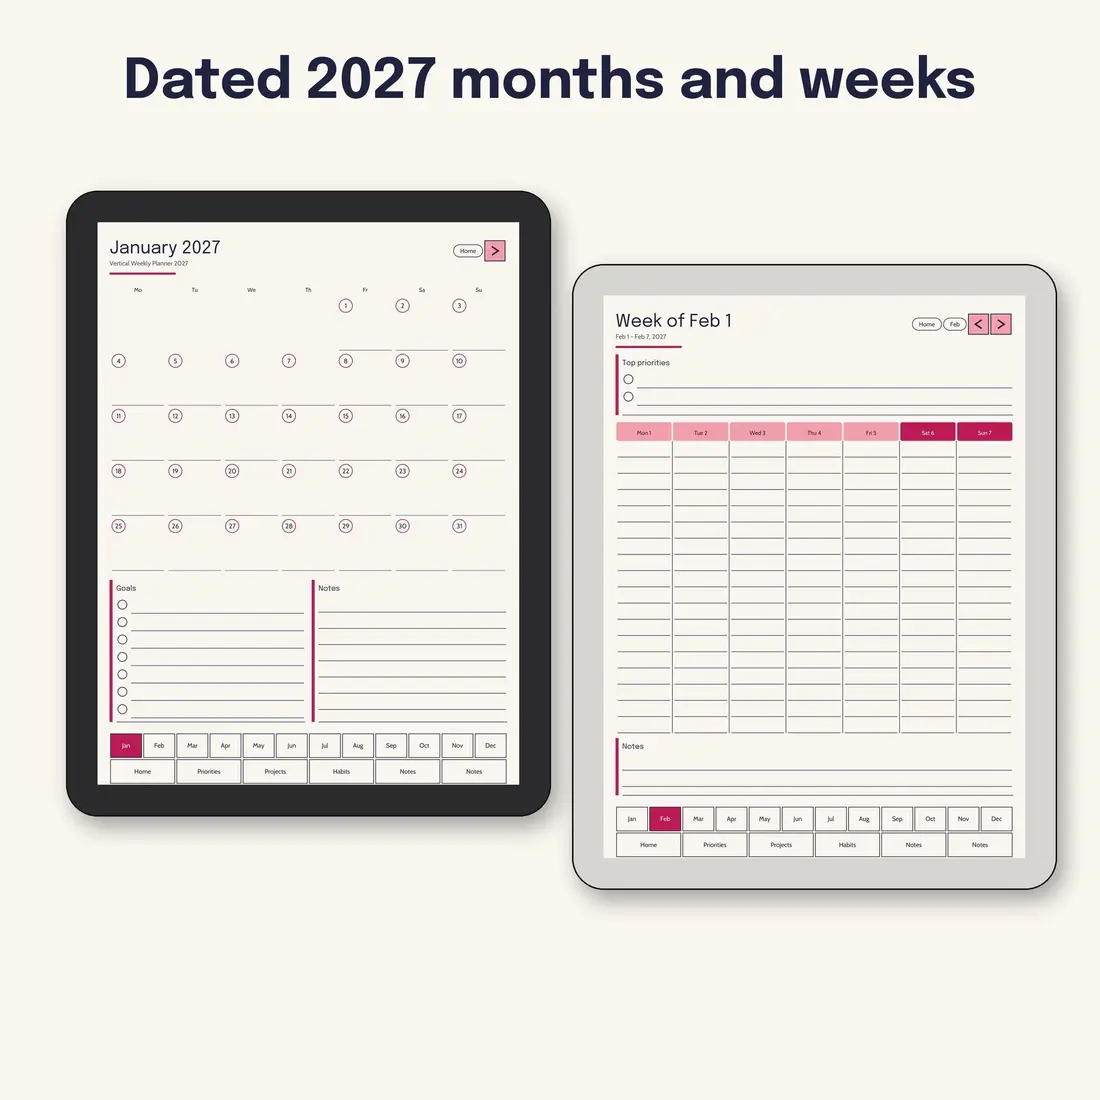 Dated 2027 months and weeks
January 2027
Home >
Vertical Weekly Planner 2027
Mo Tu We Th Fr Sa Su
1 2 3
4 5 6 7 8 9 10
11 12 13 14 15 16 17
18 19 20 21 22 23 24
25 26 27 28 29 30 31
Goals Notes
Jan Feb Mar Apr May Jun Jul Aug Sep Oct Nov Dec
Home Priorities Projects Habits Notes Notes
Week of Feb 1
Home Feb < >
Feb 1 - Feb 7, 2027
Top priorities
Mon 1 Tue 2 Wed 3 Thu 4 Fri 5 Sat 6 Sun 7
Notes
Jan Feb Mar Apr May Jun Jul Aug Sep Oct Nov Dec
Home Priorities Projects Habits Notes Notes